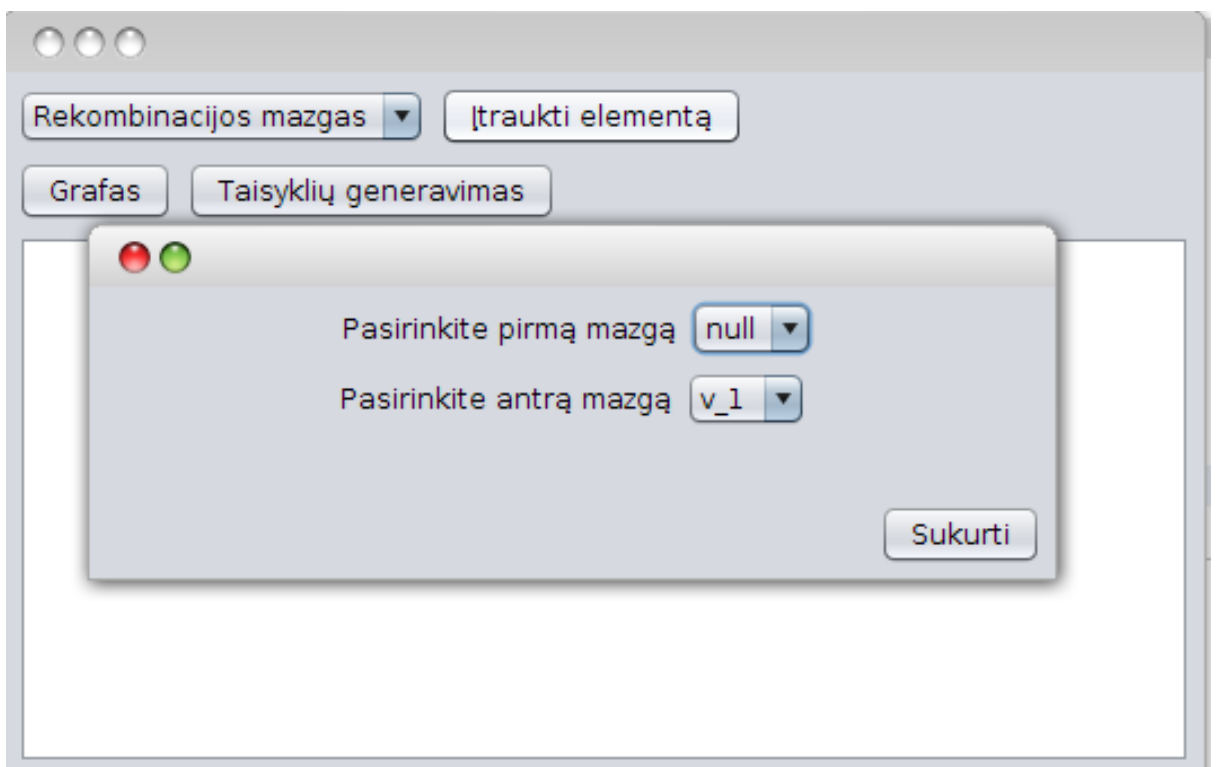 Rekombinacijos mazgas Įtraukti elementą
Grafas Taisyklių generavimas
Pasirinkite pirmą mazgą null
Pasirinkite antrą mazgą v_1
Sukurti